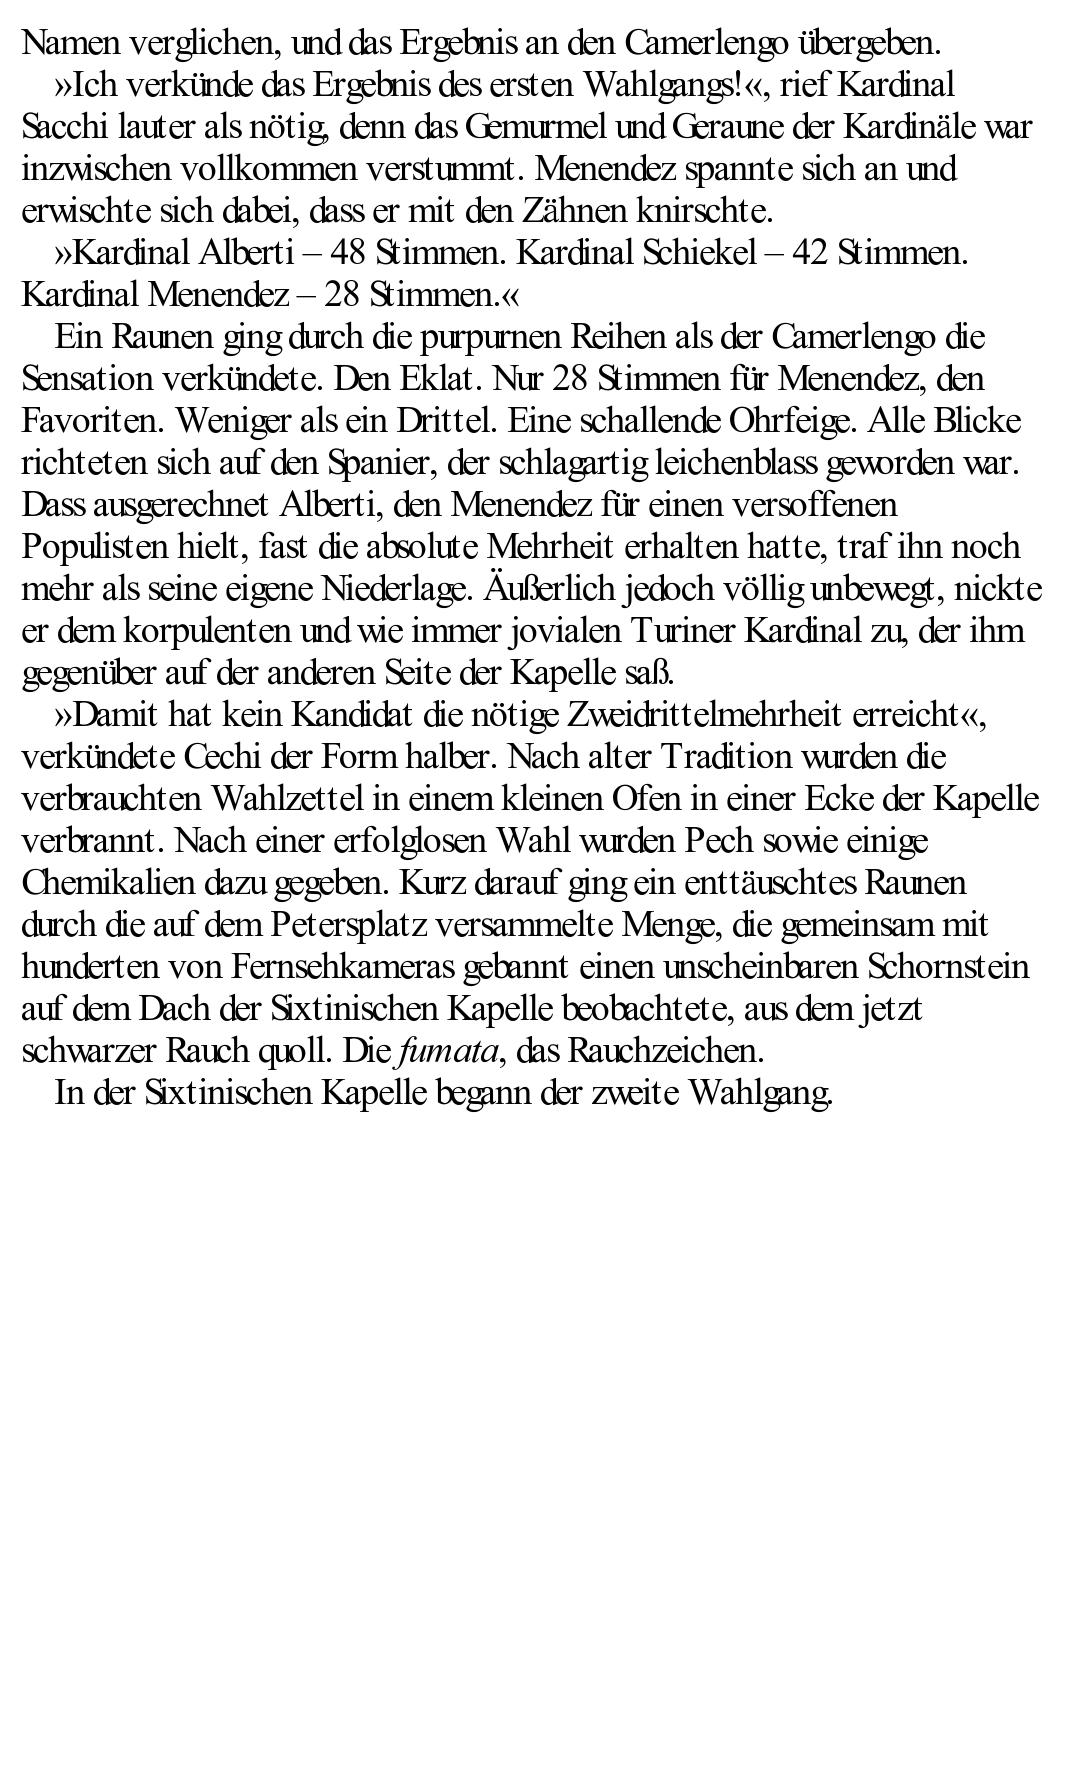 Namen verglichen, und das Ergebnis an den Camerlengo übergeben.
»Ich verkünde das Ergebnis des ersten Wahlgangs!«, rief Kardinal
Sacchi lauter als nötig, denn das Gemurmel und Geraune der Kardinäle war
inzwischen vollkommen verstummt. Menendez spannte sich an und
erwischte sich dabei, dass er mit den Zähnen knirschte.
»Kardinal Alberti – 48 Stimmen. Kardinal Schiekel – 42 Stimmen.
Kardinal Menendez – 28 Stimmen.«
Ein Raunen ging durch die purpurnen Reihen als der Camerlengo die
Sensation verkündete. Den Eklat. Nur 28 Stimmen für Menendez, den
Favoriten. Weniger als ein Drittel. Eine schallende Ohrfeige. Alle Blicke
richteten sich auf den Spanier, der schlagartig leichenblass geworden war.
Dass ausgerechnet Alberti, den Menendez für einen versoffenen
Populisten hielt, fast die absolute Mehrheit erhalten hatte, traf ihn noch
mehr als seine eigene Niederlage. Äußerlich jedoch völlig unbewegt, nickte
er dem korpulenten und wie immer jovialen Turiner Kardinal zu, der ihm
gegenüber auf der anderen Seite der Kapelle saß.
»Damit hat kein Kandidat die nötige Zweidrittelmehrheit erreicht«,
verkündete Cechi der Form halber. Nach alter Tradition wurden die
verbrauchten Wahlzettel in einem kleinen Ofen in einer Ecke der Kapelle
verbrannt. Nach einer erfolglosen Wahl wurden Pech sowie einige
Chemikalien dazu gegeben. Kurz darauf ging ein enttäuschtes Raunen
durch die auf dem Petersplatz versammelte Menge, die gemeinsam mit
hunderten von Fernsehkameras gebannt einen unscheinbaren Schornstein
auf dem Dach der Sixtinischen Kapelle beobachtete, aus dem jetzt
schwarzer Rauch quoll. Die fumata, das Rauchzeichen.
In der Sixtinischen Kapelle begann der zweite Wahlgang.